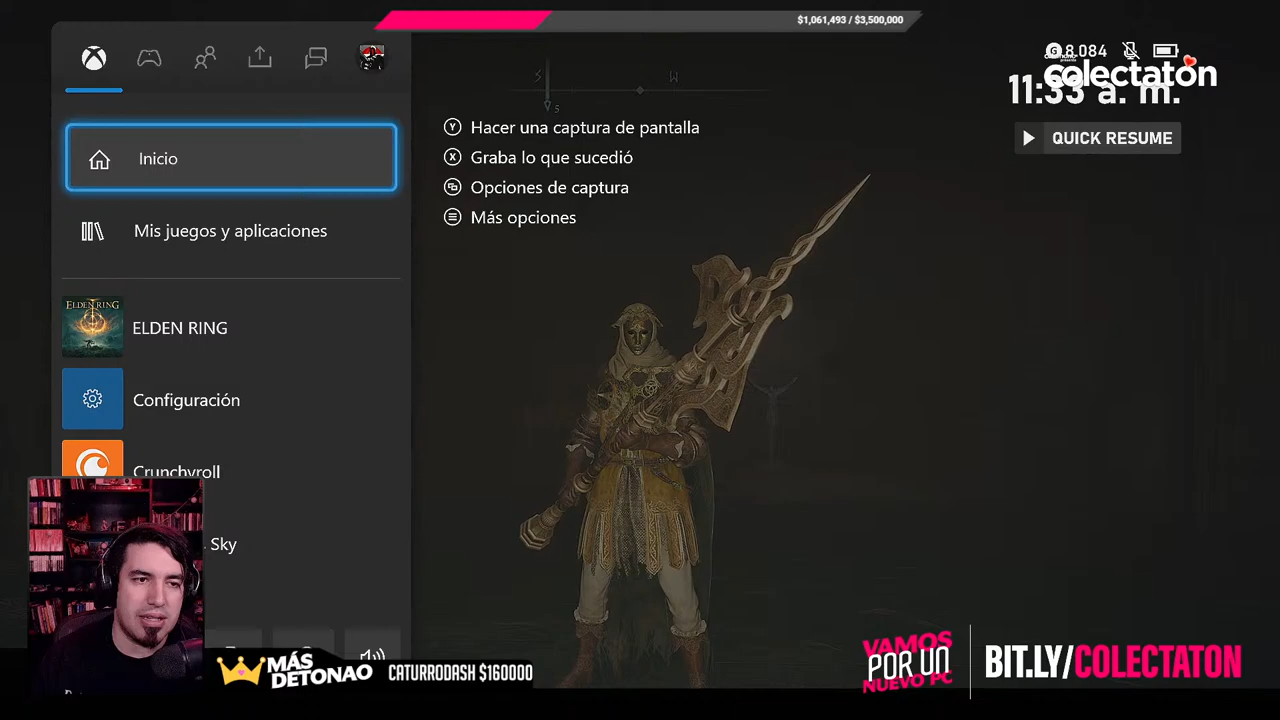 $1,061,493 / $3,500,000
G 8.084
colectatón
11:33 a. m.
QUICK RESUME
Inicio
Mis juegos y aplicaciones
ELDEN RING
ELDEN RING
Configuración
Crunchyroll
Sky
S
W
5
Y Hacer una captura de pantalla
X Graba lo que sucedió
Opciones de captura
Más opciones
MÁS
DETONAO
CATURRODASH $160000
VAMOS
POR UN
NUEVO PC
BIT.LY/COLECTATON